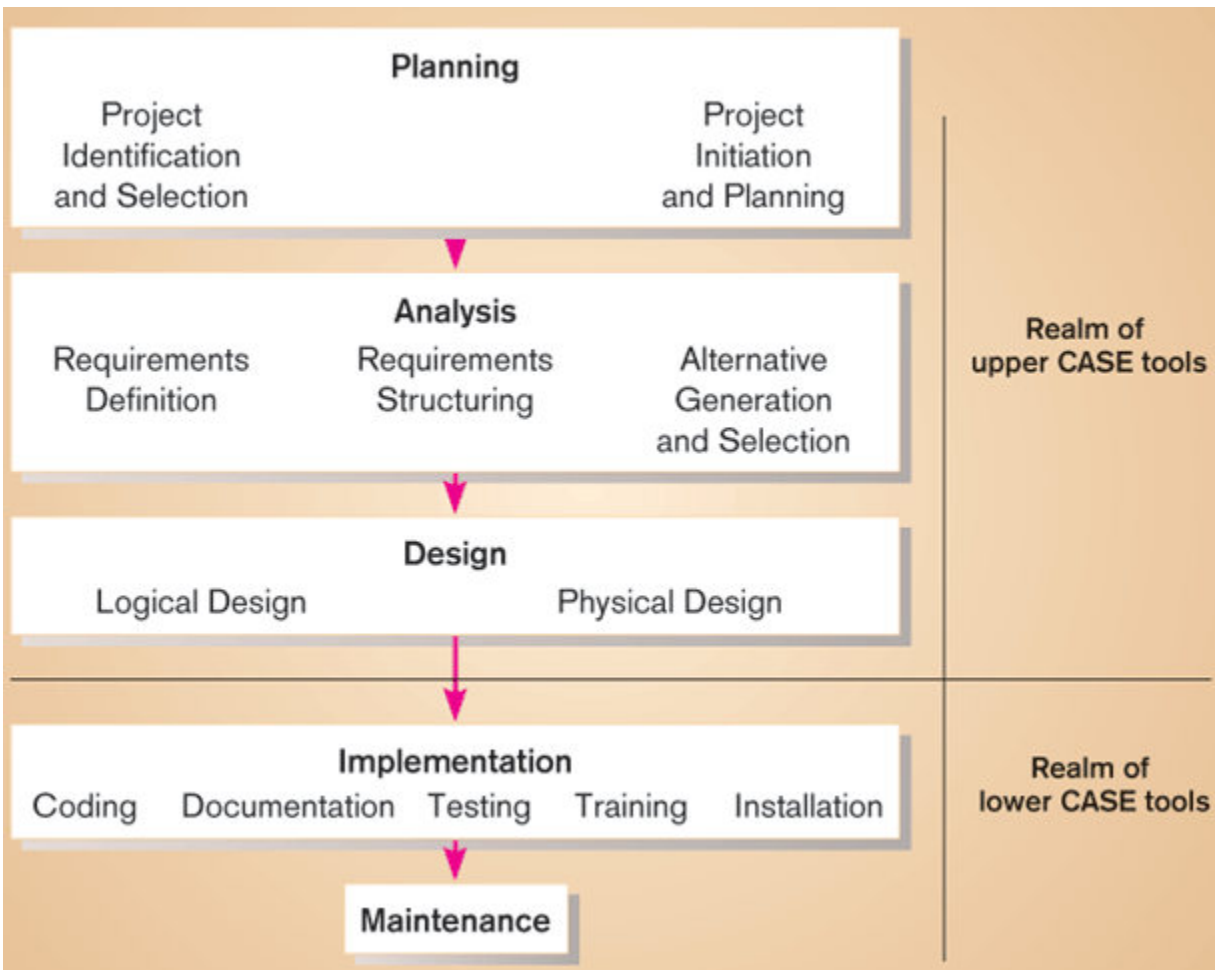 Planning
Project
Identification
and Selection
Project
Initiation
and Planning
Analysis
Requirements
Definition
Requirements
Structuring
Alternative
Generation
and Selection
Realm of
upper CASE tools
Design
Logical Design
Physical Design
Implementation
Coding
Documentation
Testing
Training
Installation
Realm of
lower CASE tools
Maintenance